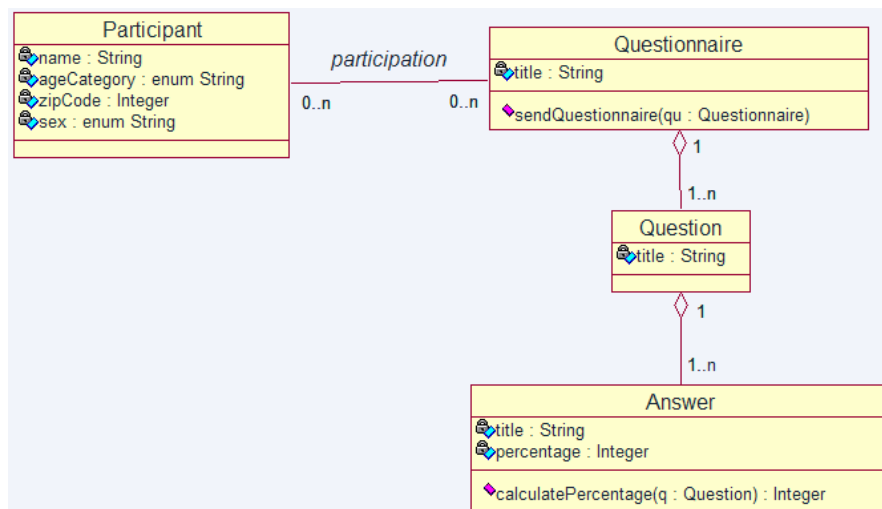 Participant
name : String
ageCategory : enum String
zipCode : Integer
sex : enum String
participation
0..n
0..n
Questionnaire
title : String
sendQuestionnaire(qu : Questionnaire)
1
1..n
Question
title : String
1
1..n
Answer
title : String
percentage : Integer
calculatePercentage(q : Question) : Integer